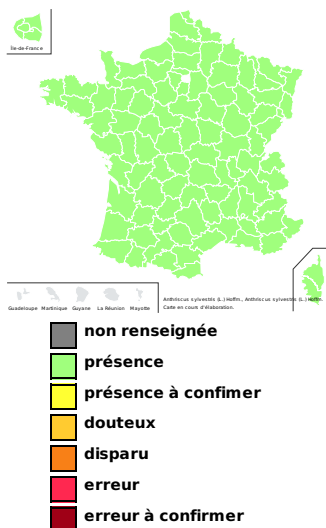 Île-de-France
Guadeloupe Martinique Guyane La Réunion Mayotte
Anthriscus sylvestris (L.) Hoffm., Anthriscus sylvestris (L.) Hoffm.
Carte en cours d'élaboration.
non renseignée
présence
présence à confimer
douteux
disparu
erreur
erreur à confirmer